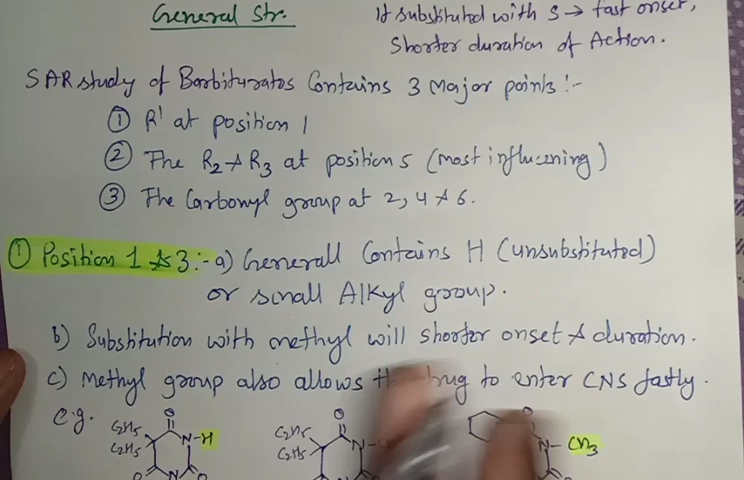 General Str.
If substituted with S → fast onset,
Shorter duration of Action.
SAR study of Barbiturates Contains 3 Major points :-
① R' at position 1
② The R2 & R3 at position 5 (most influcening)
③ The Carbonyl group at 2, 4 & 6.
① Position 1 & 3 :- a) Generall Contains H (unsubstituted)
or small Alkyl group.
b) Substitution with methyl will shorter onset & duration.
c) Methyl group also allows the drug to enter CNS fastly.
e.g.
C2H5
C2H5
O
N-H
C2H5
C2H5
O
N
O
N-CH3